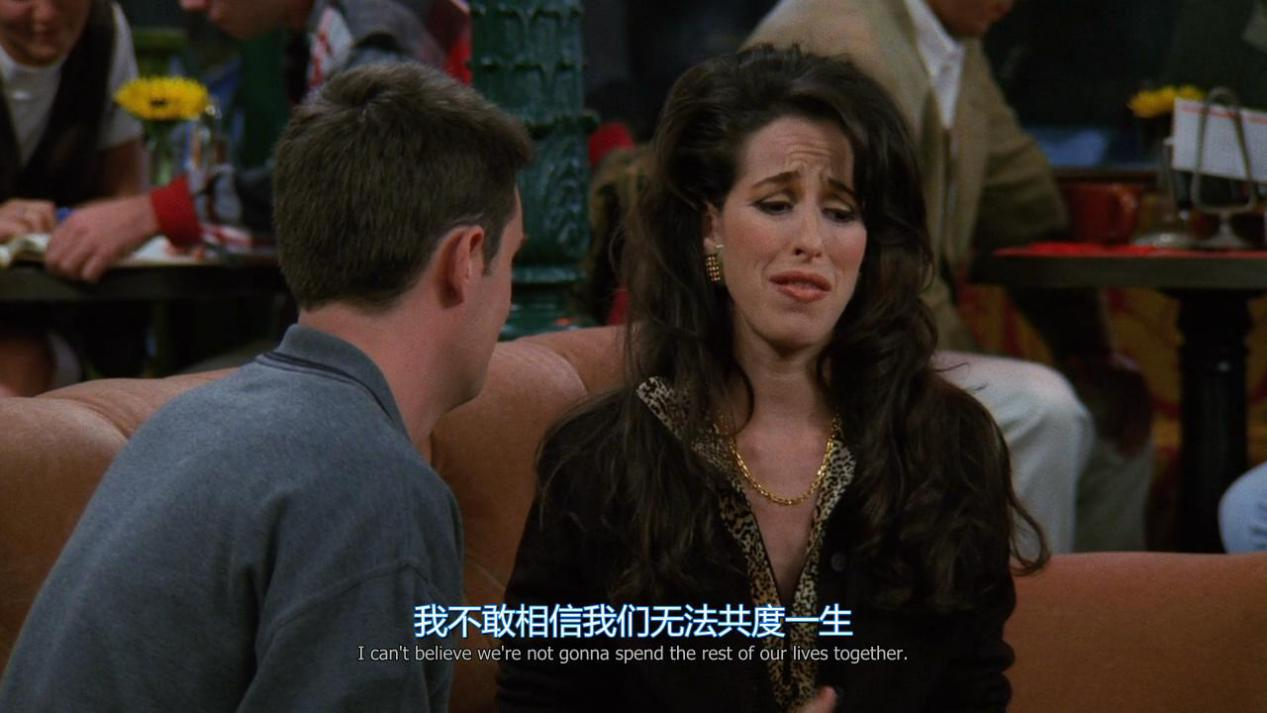 我不敢相信我们无法共度一生
I can't believe we're not gonna spend the rest of our lives together.